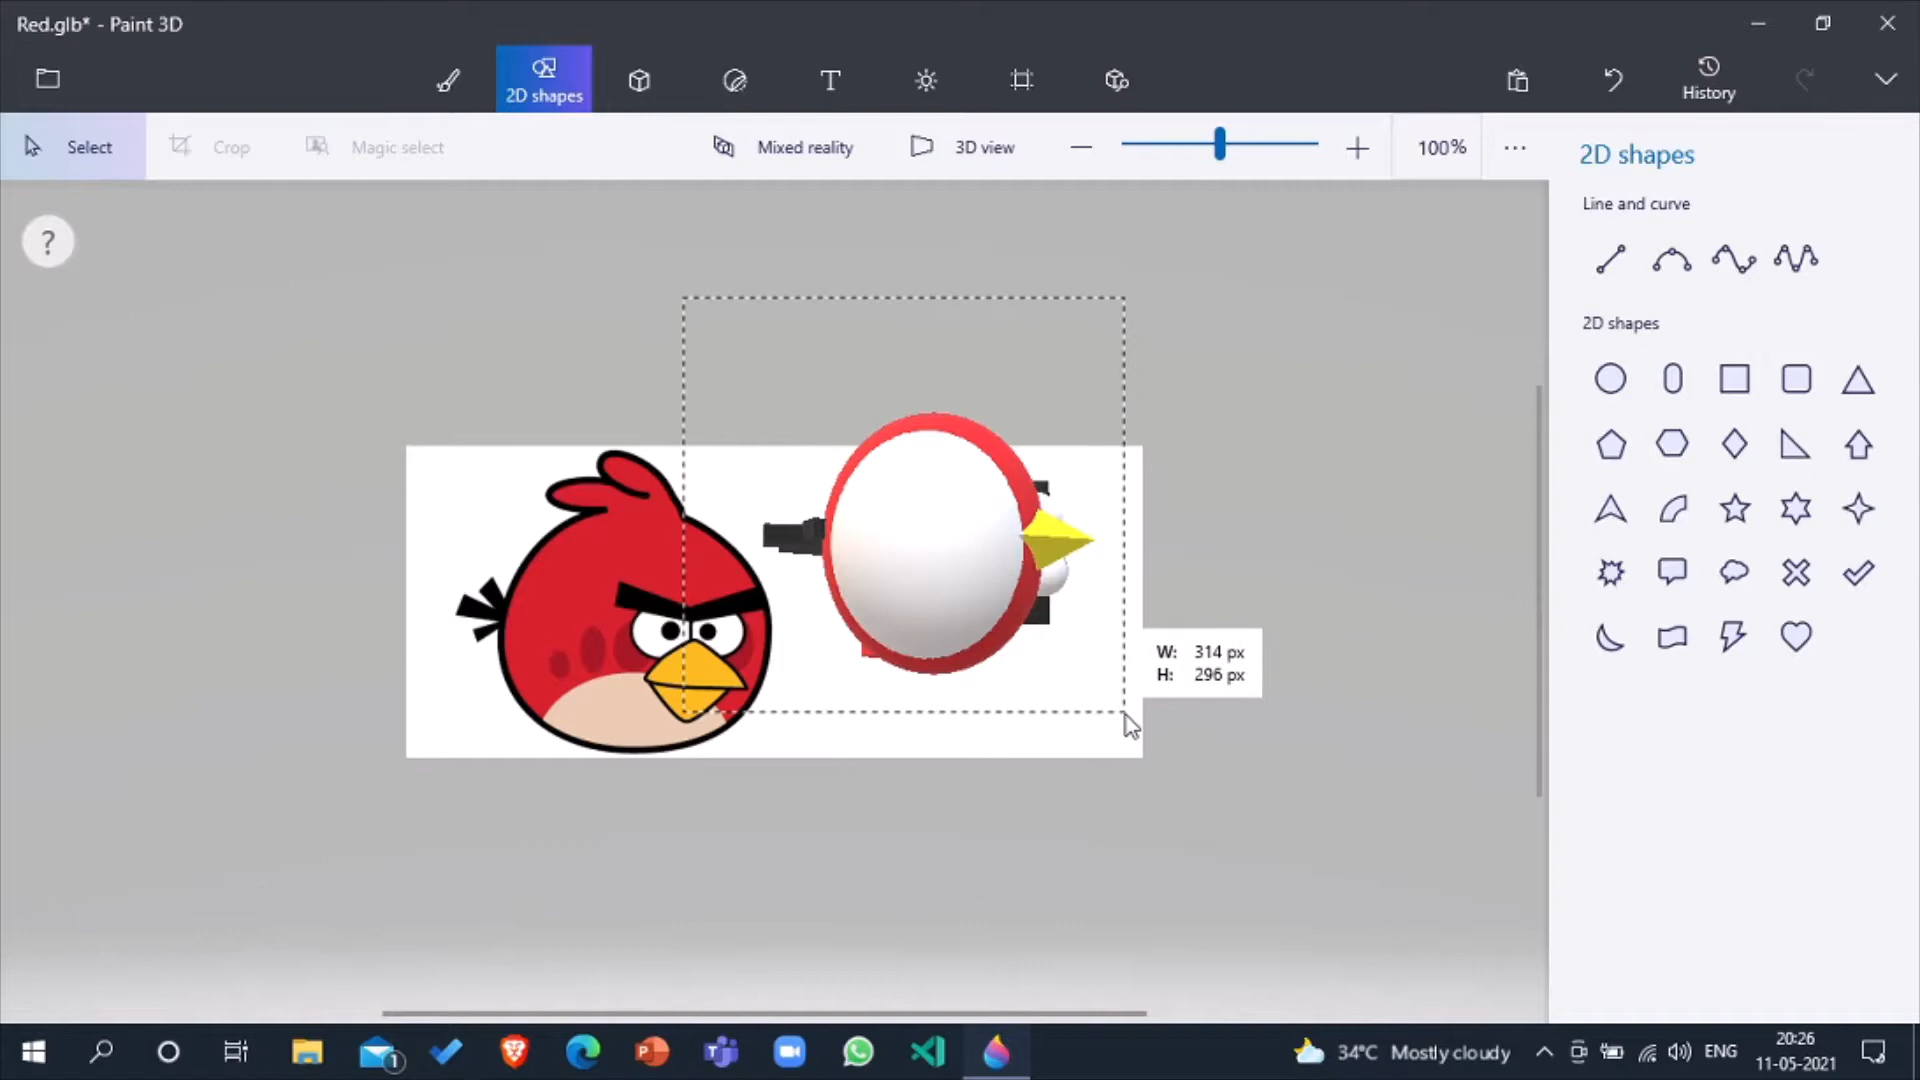 Red.glb* - Paint 3D
2D shapes
History
Select
Crop
Magic select
Mixed reality
3D view
100%
2D shapes
Line and curve
2D shapes
?
W: 314 px
H: 296 px
1
P
34°C Mostly cloudy
ENG
20:26
11-05-2021